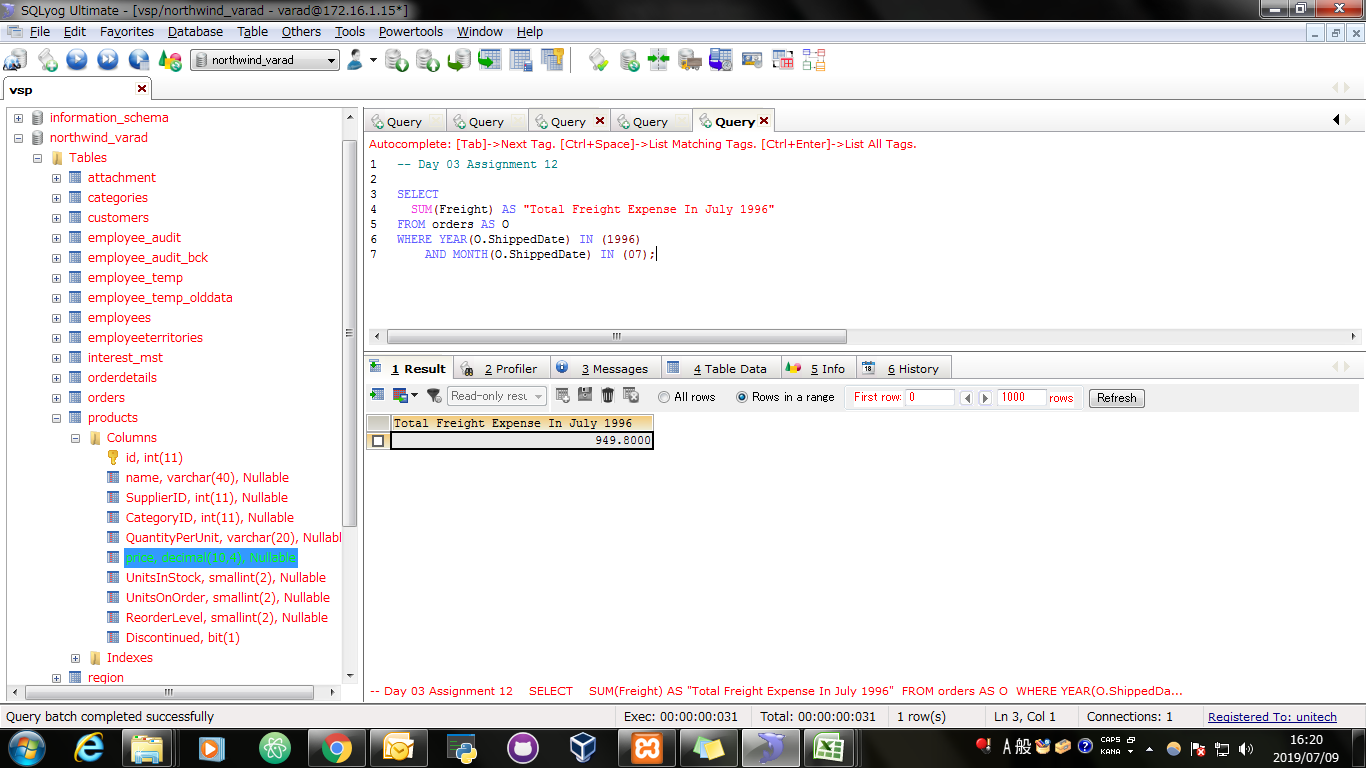 SQLyog Ultimate - [vsp/northwind_varad - varad@172.16.1.15*]
File Edit Favorites Database Table Others Tools Powertools Window Help
northwind_varad
vsp
information_schema
northwind_varad
Tables
attachment
categories
customers
employee_audit
employee_audit_bck
employee_temp
employee_temp_olddata
employees
employeeterritories
interest_mst
orderdetails
orders
products
Columns
id, int(11)
name, varchar(40), Nullable
SupplierID, int(11), Nullable
CategoryID, int(11), Nullable
QuantityPerUnit, varchar(20), Nullabl
price, decimal(10,4), Nullable
UnitsInStock, smallint(2), Nullable
UnitsOnOrder, smallint(2), Nullable
ReorderLevel, smallint(2), Nullable
Discontinued, bit(1)
Indexes
region
Query Query Query Query Query
Autocomplete: [Tab]->Next Tag. [Ctrl+Space]->List Matching Tags. [Ctrl+Enter]->List All Tags.
1 -- Day 03 Assignment 12
2
3 SELECT
4 SUM(Freight) AS "Total Freight Expense In July 1996"
5 FROM orders AS O
6 WHERE YEAR(O.ShippedDate) IN (1996)
7 AND MONTH(O.ShippedDate) IN (07);
1 Result 2 Profiler 3 Messages 4 Table Data 5 Info 6 History
Read-only resu All rows Rows in a range First row: 0 1000 rows Refresh
Total Freight Expense In July 1996
949.8000
-- Day 03 Assignment 12 SELECT SUM(Freight) AS "Total Freight Expense In July 1996" FROM orders AS O WHERE YEAR(O.ShippedDa...
Query batch completed successfully Exec: 00:00:00:031 Total: 00:00:00:031 1 row(s) Ln 3, Col 1 Connections: 1 Registered To: unitech
A 般 CAPS KANA
16:20
2019/07/09